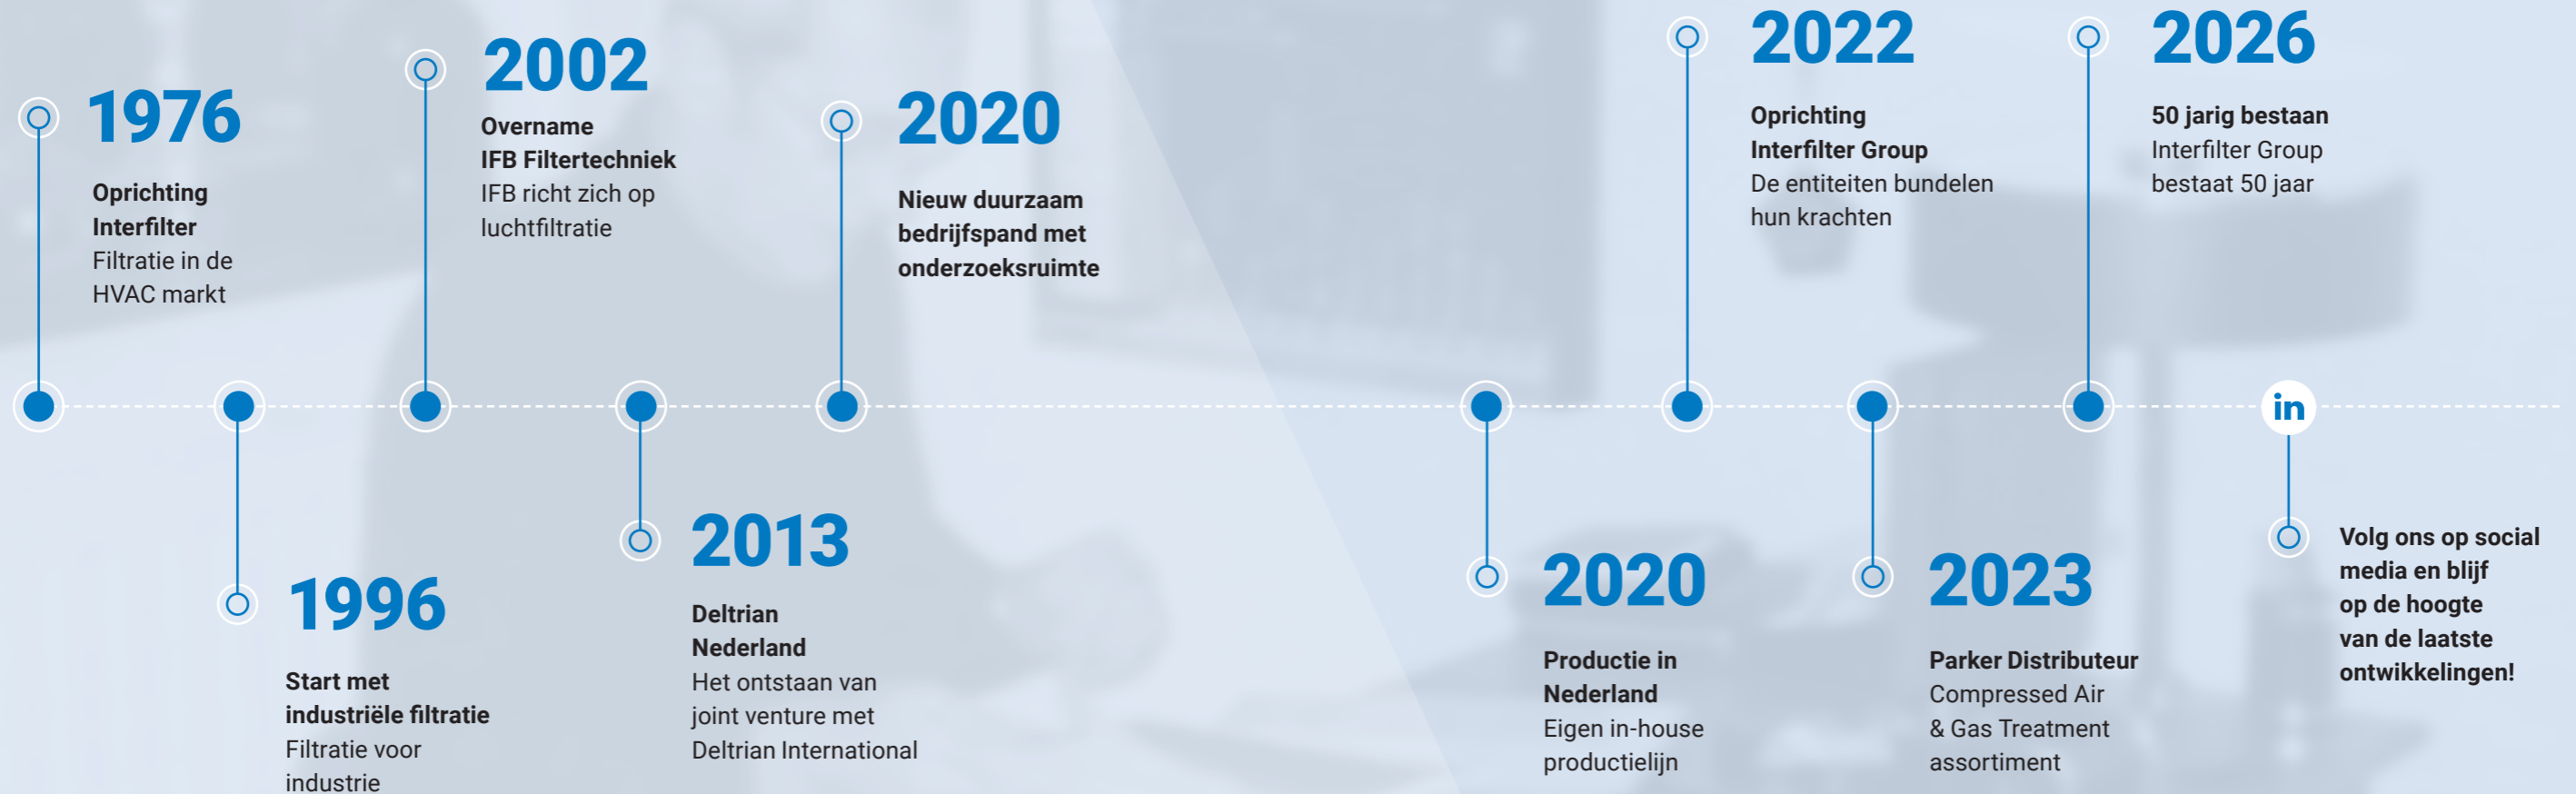 1976
Oprichting
Interfilter
Filtratie in de
HVAC markt
1996
Start met
industriële filtratie
Filtratie voor
industrie
2002
Overname
IFB Filtertechniek
IFB richt zich op
luchtfiltratie
2013
Deltrian
Nederland
Het ontstaan van
joint venture met
Deltrian International
2020
Nieuw duurzaam
bedrijfspand met
onderzoeksruimte
2020
Productie in
Nederland
Eigen in-house
productielijn
2022
Oprichting
Interfilter Group
De entiteiten bundelen
hun krachten
2023
Parker Distributeur
Compressed Air
& Gas Treatment
assortiment
2026
50 jarig bestaan
Interfilter Group
bestaat 50 jaar
in
Volg ons op social
media en blijf
op de hoogte
van de laatste
ontwikkelingen!